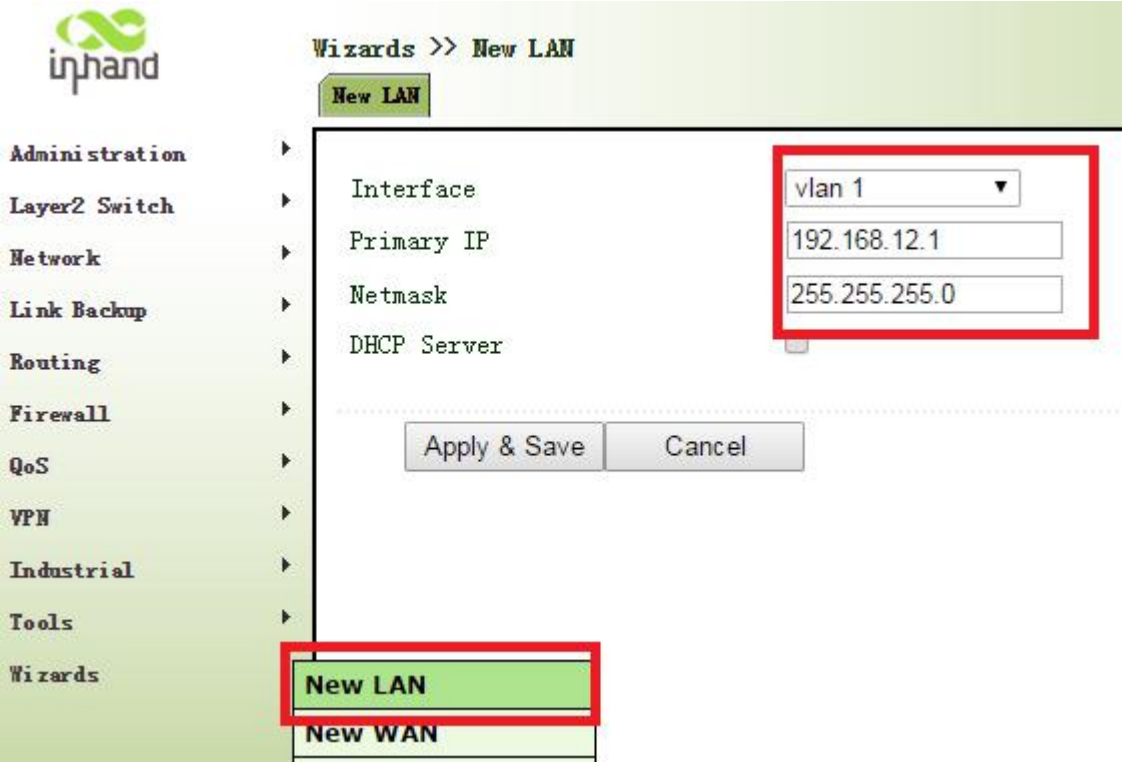 inhand
Wizards >> New LAN
New LAN
Administration
Layer2 Switch
Network
Link Backup
Routing
Firewall
QoS
VPN
Industrial
Tools
Wizards
Interface
vlan 1
Primary IP
192.168.12.1
Netmask
255.255.255.0
DHCP Server
Apply & Save
Cancel
New LAN
New WAN